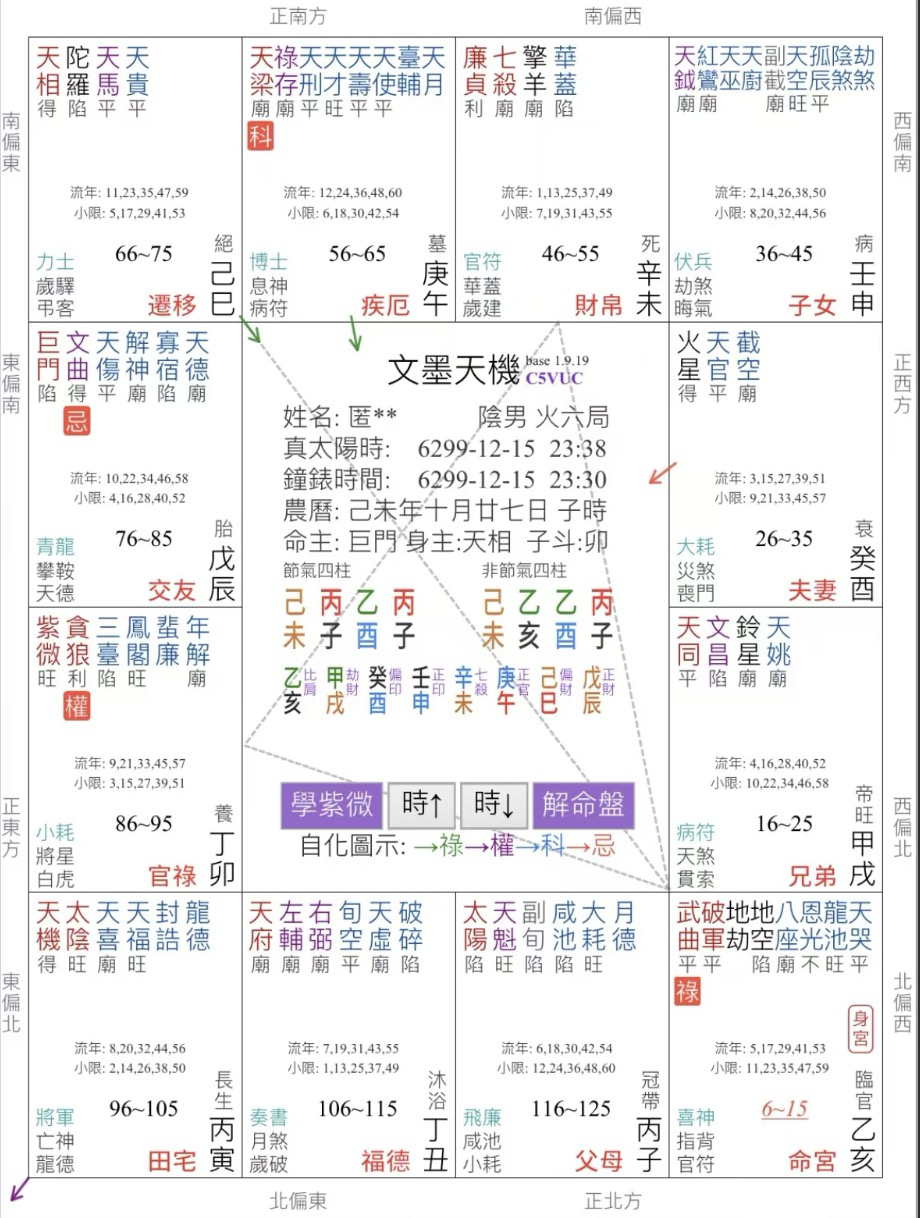 正南方
南偏西
天 陀 天 天
相 羅 馬 貴
得 陷 平 平
流年: 11,23,35,47,59
小限: 5,17,29,41,53
力士
歲驛
弔客
66~75
遷移
絕
己巳
天祿天天天天臺天
梁存刑才壽使輔月
廟 廟 平 旺 平 平
科
流年: 12,24,36,48,60
小限: 6,18,30,42,54
博士
息神
病符
56~65
疾厄
墓
庚午
廉 七 擎 華
貞 殺 羊 蓋
利 廟 廟 陷
流年: 1,13,25,37,49
小限: 7,19,31,43,55
官符
華蓋
歲建
46~55
財帛
死
辛未
天紅天天副天孤陰劫
鉞鸞巫廚截空辰煞煞
廟 廟 廟 旺 平
流年: 2,14,26,38,50
小限: 8,20,32,44,56
伏兵
劫煞
晦氣
36~45
子女
病
壬申
南偏東
西偏南
巨 文 天 解 寡 天
門 曲 傷 神 宿 德
陷 得 平 廟 陷 廟
忌
流年: 10,22,34,46,58
小限: 4,16,28,40,52
青龍
攀鞍
天德
76~85
交友
胎
戊辰
東偏南
文墨天機 base 1.9.19
C5VUC
姓名: 匿** 陰男 火六局
真太陽時: 6299-12-15 23:38
鐘錶時間: 6299-12-15 23:30
農曆: 己未年十月廿七日 子時
命主: 巨門 身主:天相 子斗:卯
節氣四柱 非節氣四柱
己 丙 乙 丙 己 乙 乙 丙
未 子 酉 子 未 亥 酉 子
乙比肩 甲劫財 癸偏印 壬正印 辛七殺 庚正官 己偏財 戊正財
亥 戌 酉 申 未 午 巳 辰
學紫微 時↑ 時↓ 解命盤
自化圖示: →祿→權→科→忌
火 天 截
星 官 空
得 平 廟
流年: 3,15,27,39,51
小限: 9,21,33,45,57
大耗
災煞
喪門
26~35
夫妻
衰
癸酉
正西方
紫 貪 三 鳳 蜚 年
微 狼 臺 閣 廉 解
旺 利 陷 旺 廟
權
流年: 9,21,33,45,57
小限: 3,15,27,39,51
小耗
將星
白虎
86~95
官祿
養
丁卯
正東方
天 文 鈴 天
同 昌 星 姚
平 陷 廟 廟
流年: 4,16,28,40,52
小限: 10,22,34,46,58
病符
天煞
貫索
16~25
兄弟
帝旺
甲戌
西偏北
天 太 天 天 封 龍
機 陰 喜 福 誥 德
得 旺 廟 旺
流年: 8,20,32,44,56
小限: 2,14,26,38,50
將軍
亡神
龍德
96~105
田宅
長生
丙寅
東偏北
天 左 右 旬 天 破
府 輔 弼 空 虛 碎
廟 廟 廟 平 廟 陷
流年: 7,19,31,43,55
小限: 1,13,25,37,49
奏書
月煞
歲破
106~115
福德
沐浴
丁丑
太 天 副 咸 大 月
陽 魁 旬 池 耗 德
陷 旺 陷 陷 旺
流年: 6,18,30,42,54
小限: 12,24,36,48,60
飛廉
咸池
小耗
116~125
父母
冠帶
丙子
武破地地八恩龍天
曲軍劫空座光池哭
平 平 陷 廟 不 旺 平
祿
身宮
流年: 5,17,29,41,53
小限: 11,23,35,47,59
喜神
指背
官符
6~15
命宮
臨官
乙亥
北偏西
北偏東
正北方